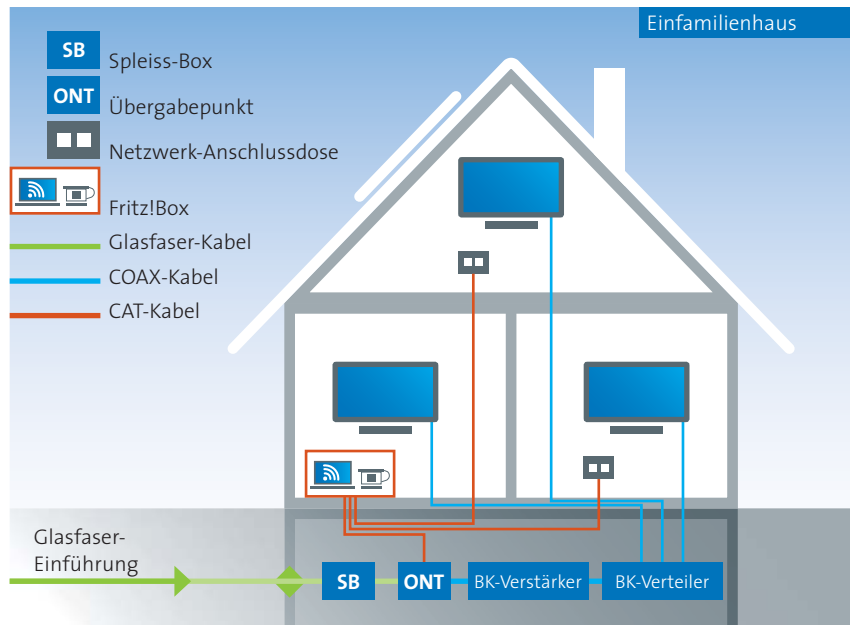 Einfamilienhaus
SB
Spleiss-Box
ONT
Übergabepunkt
Netzwerk-Anschlussdose
Fritz!Box
Glasfaser-Kabel
COAX-Kabel
CAT-Kabel
Glasfaser-
Einführung
SB
ONT
BK-Verstärker
BK-Verteiler